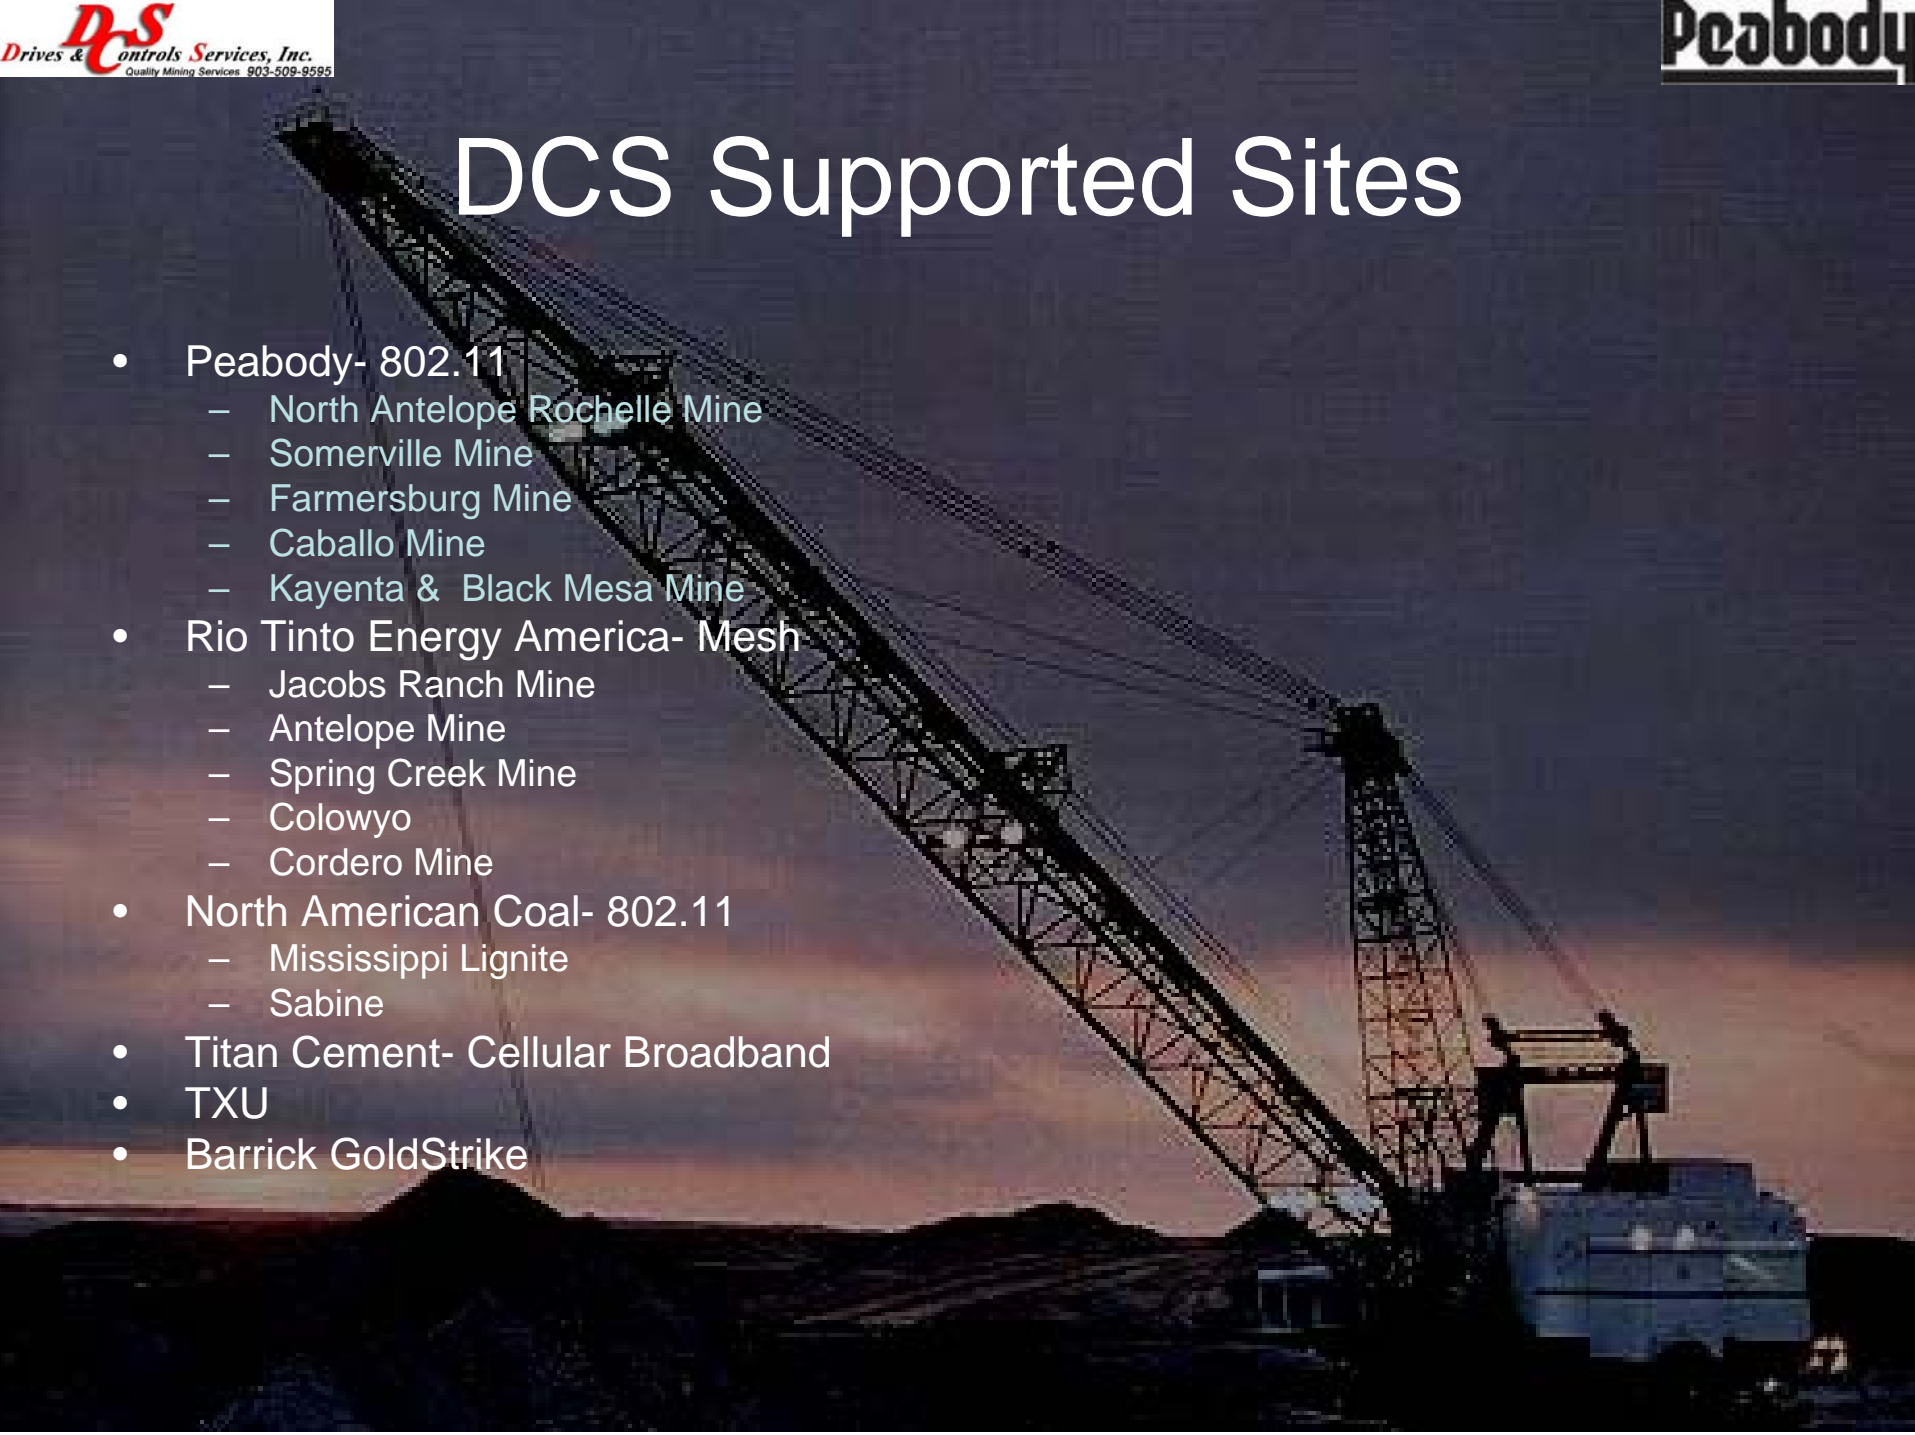 DCS
Drives & Controls Services, Inc.
Quality Mining Services 903-509-9595
Peabody
DCS Supported Sites
• Peabody- 802.11
– North Antelope Rochelle Mine
– Somerville Mine
– Farmersburg Mine
– Caballo Mine
– Kayenta & Black Mesa Mine
• Rio Tinto Energy America- Mesh
– Jacobs Ranch Mine
– Antelope Mine
– Spring Creek Mine
– Colowyo
– Cordero Mine
• North American Coal- 802.11
– Mississippi Lignite
– Sabine
• Titan Cement- Cellular Broadband
• TXU
• Barrick GoldStrike